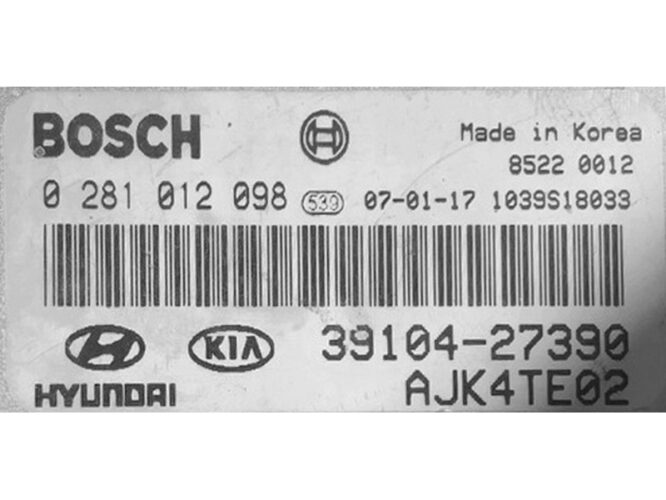 BOSCH
Made in Korea
8522 0012
0 281 012 098 539 07-01-17 1039S18033
KIA 39104-27390
HYUNDAI AJK4TE02